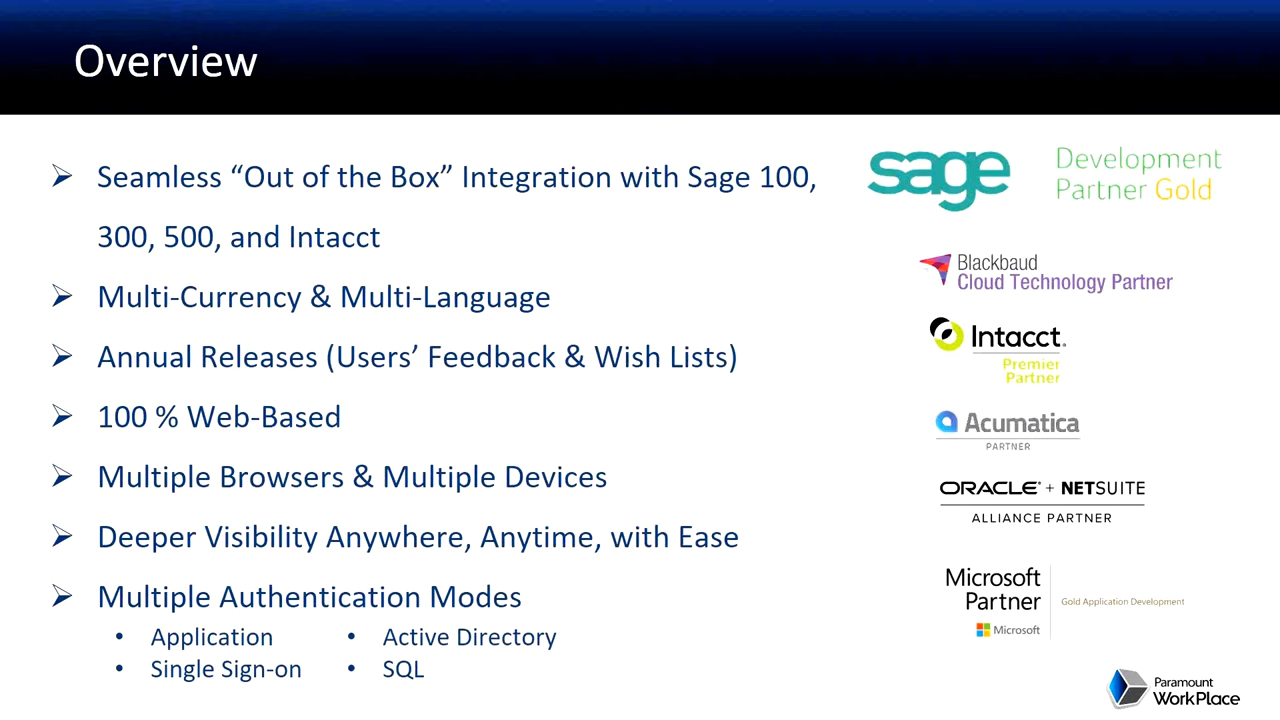 Overview
Seamless “Out of the Box” Integration with Sage 100,
300, 500, and Intacct
Multi-Currency & Multi-Language
Annual Releases (Users’ Feedback & Wish Lists)
100 % Web-Based
Multiple Browsers & Multiple Devices
Deeper Visibility Anywhere, Anytime, with Ease
Multiple Authentication Modes
Application
Active Directory
Single Sign-on
SQL
sage
Development
Partner Gold
Blackbaud
Cloud Technology Partner
Intacct
Premier
Partner
Acumatica
PARTNER
ORACLE + NETSUITE
ALLIANCE PARTNER
Microsoft
Partner
Gold Application Development
Microsoft
Paramount
WorkPlace